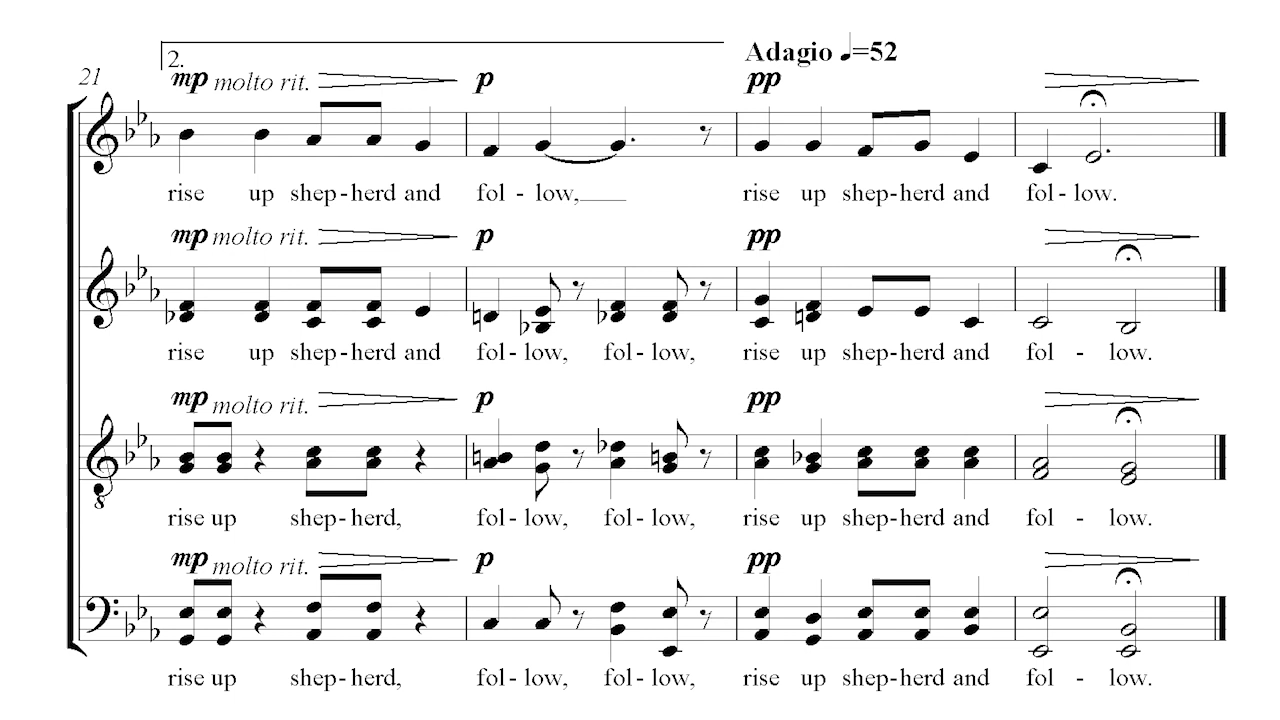 2.
Adagio ♩=52
21
mp molto rit. p pp
rise up shep-herd and fol - low, rise up shep-herd and fol - low.
mp molto rit. p pp
rise up shep-herd and fol-low, fol-low, rise up shep-herd and fol - low.
mp molto rit. p pp
8
rise up shep-herd, fol-low, fol-low, rise up shep-herd and fol - low.
mp molto rit. p pp
rise up shep-herd, fol-low, fol-low, rise up shep-herd and fol - low.